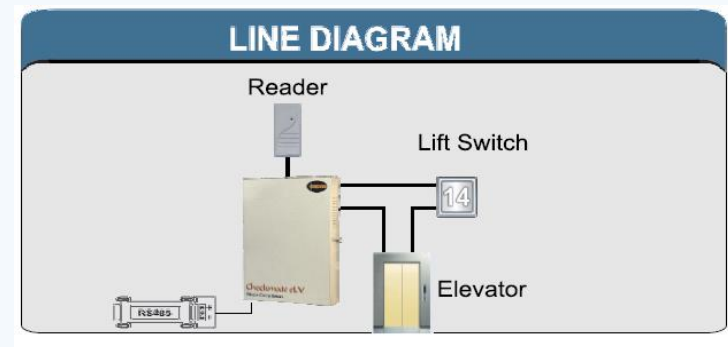 LINE DIAGRAM
Reader
Lift Switch
14
Elevator
RS485